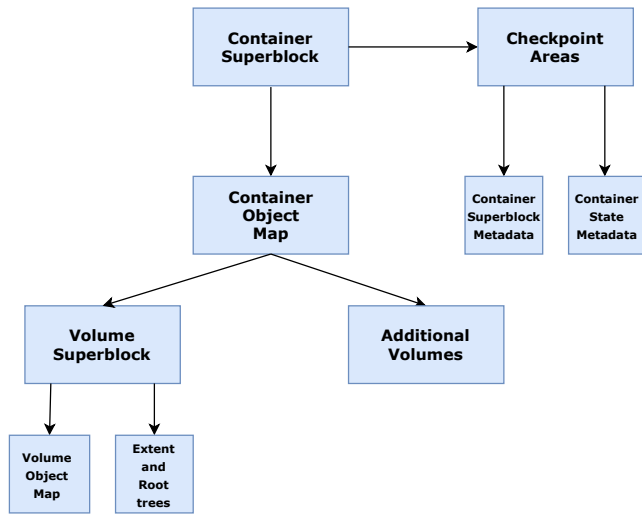 Container
Superblock
Checkpoint
Areas
Container
Object
Map
Container
Superblock
Metadata
Container
State
Metadata
Volume
Superblock
Additional
Volumes
Volume
Object
Map
Extent
and
Root
trees